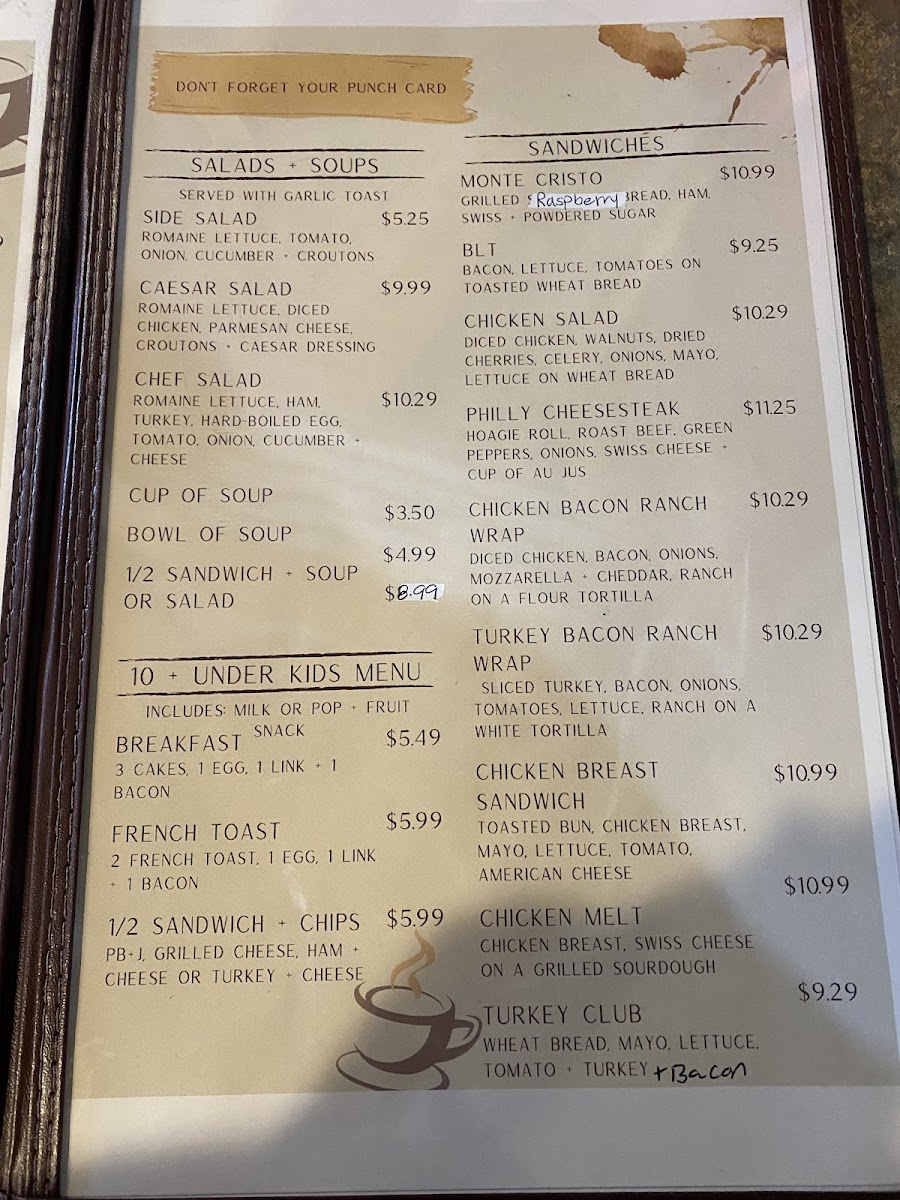 DON'T FORGET YOUR PUNCH CARD
SALADS + SOUPS
SERVED WITH GARLIC TOAST
SIDE SALAD $5.25
ROMAINE LETTUCE, TOMATO,
ONION, CUCUMBER + CROUTONS
CAESAR SALAD $9.99
ROMAINE LETTUCE, DICED
CHICKEN, PARMESAN CHEESE,
CROUTONS + CAESAR DRESSING
CHEF SALAD
ROMAINE LETTUCE, HAM, $10.29
TURKEY, HARD-BOILED EGG,
TOMATO, ONION, CUCUMBER +
CHEESE
CUP OF SOUP $3.50
BOWL OF SOUP $4.99
1/2 SANDWICH + SOUP
OR SALAD $8.99
10 + UNDER KIDS MENU
INCLUDES: MILK OR POP + FRUIT
SNACK
BREAKFAST $5.49
3 CAKES, 1 EGG, 1 LINK + 1
BACON
FRENCH TOAST $5.99
2 FRENCH TOAST, 1 EGG, 1 LINK
+ 1 BACON
1/2 SANDWICH + CHIPS $5.99
PB+J, GRILLED CHEESE, HAM +
CHEESE OR TURKEY + CHEESE
SANDWICHES
MONTE CRISTO $10.99
GRILLED Raspberry BREAD, HAM,
SWISS + POWDERED SUGAR
BLT $9.25
BACON, LETTUCE, TOMATOES ON
TOASTED WHEAT BREAD
CHICKEN SALAD $10.29
DICED CHICKEN, WALNUTS, DRIED
CHERRIES, CELERY, ONIONS, MAYO,
LETTUCE ON WHEAT BREAD
PHILLY CHEESESTEAK $11.25
HOAGIE ROLL, ROAST BEEF, GREEN
PEPPERS, ONIONS, SWISS CHEESE +
CUP OF AU JUS
CHICKEN BACON RANCH $10.29
WRAP
DICED CHICKEN, BACON, ONIONS,
MOZZARELLA + CHEDDAR, RANCH
ON A FLOUR TORTILLA
TURKEY BACON RANCH $10.29
WRAP
SLICED TURKEY, BACON, ONIONS,
TOMATOES, LETTUCE, RANCH ON A
WHITE TORTILLA
CHICKEN BREAST $10.99
SANDWICH
TOASTED BUN, CHICKEN BREAST,
MAYO, LETTUCE, TOMATO,
AMERICAN CHEESE
$10.99
CHICKEN MELT
CHICKEN BREAST, SWISS CHEESE
ON A GRILLED SOURDOUGH
$9.29
TURKEY CLUB
WHEAT BREAD, MAYO, LETTUCE,
TOMATO + TURKEY +Bacon